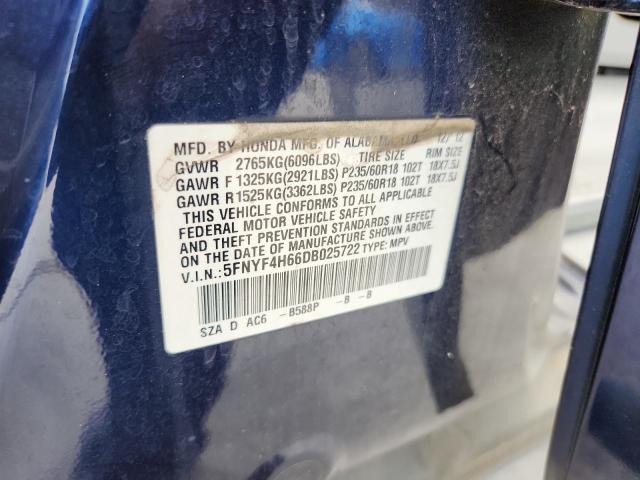 MFD. BY HONDA MFG. OF ALABAMA, LLC 12/12
GVWR 2765KG(6096LBS) TIRE SIZE RIM SIZE
GAWR F 1325KG(2921LBS) P235/60R18 102T 18X7.5J
GAWR R 1525KG(3362LBS) P235/60R18 102T 18X7.5J
THIS VEHICLE CONFORMS TO ALL APPLICABLE
FEDERAL MOTOR VEHICLE SAFETY
AND THEFT PREVENTION STANDARDS IN EFFECT
ON THE DATE OF MANUFACTURE SHOWN ABOVE.
V.I.N.:5FNYF4H66DB025722 TYPE: MPV
SZA D AC6 -B588P -B -B